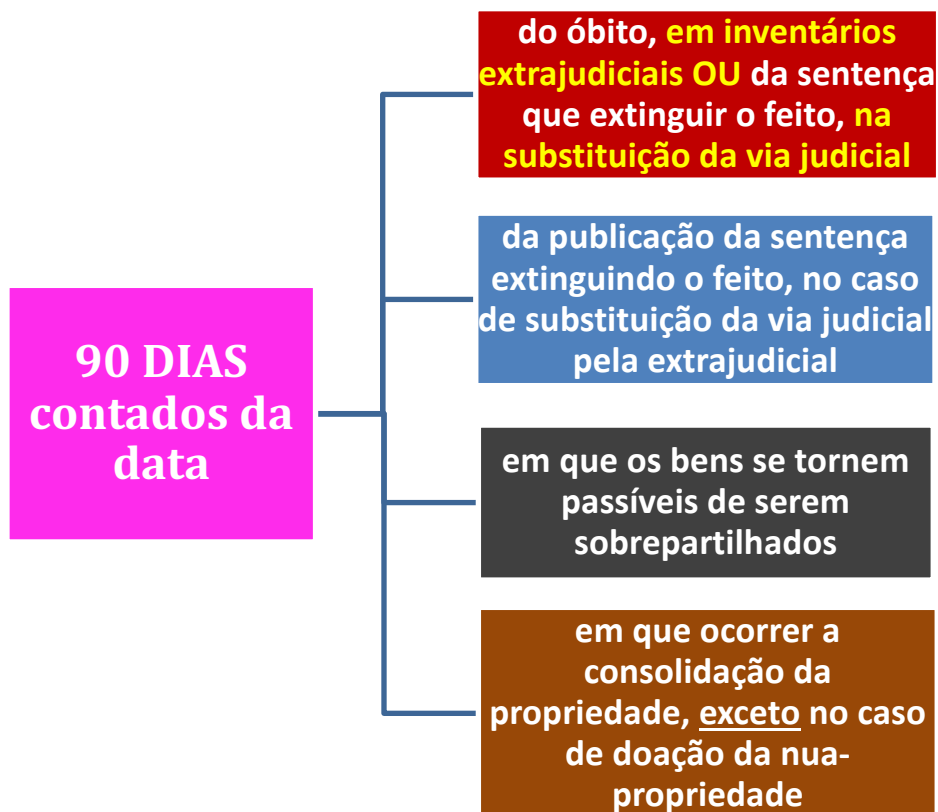 90 DIAS
contados da
data
do óbito, em inventários
extrajudiciais OU da sentença
que extinguir o feito, na
substituição da via judicial
da publicação da sentença
extinguindo o feito, no caso
de substituição da via judicial
pela extrajudicial
em que os bens se tornem
passíveis de serem
sobrepartilhados
em que ocorrer a
consolidação da
propriedade, exceto no caso
de doação da nua-
propriedade